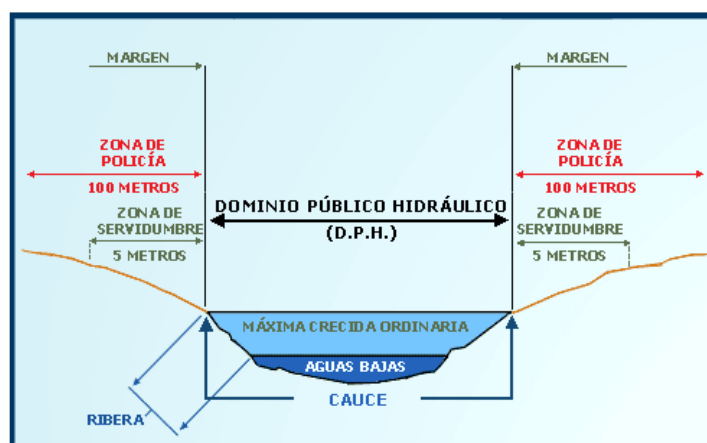 MARGEN
MARGEN
ZONA DE
POLICÍA
100 METROS
ZONA DE
POLICÍA
100 METROS
DOMINIO PÚBLICO HIDRÁULICO
(D.P.H.)
ZONA DE
SERVIDUMBRE
5 METROS
ZONA DE
SERVIDUMBRE
5 METROS
MÁXIMA CRECIDA ORDINARIA
AGUAS BAJAS
CAUCE
RIBERA